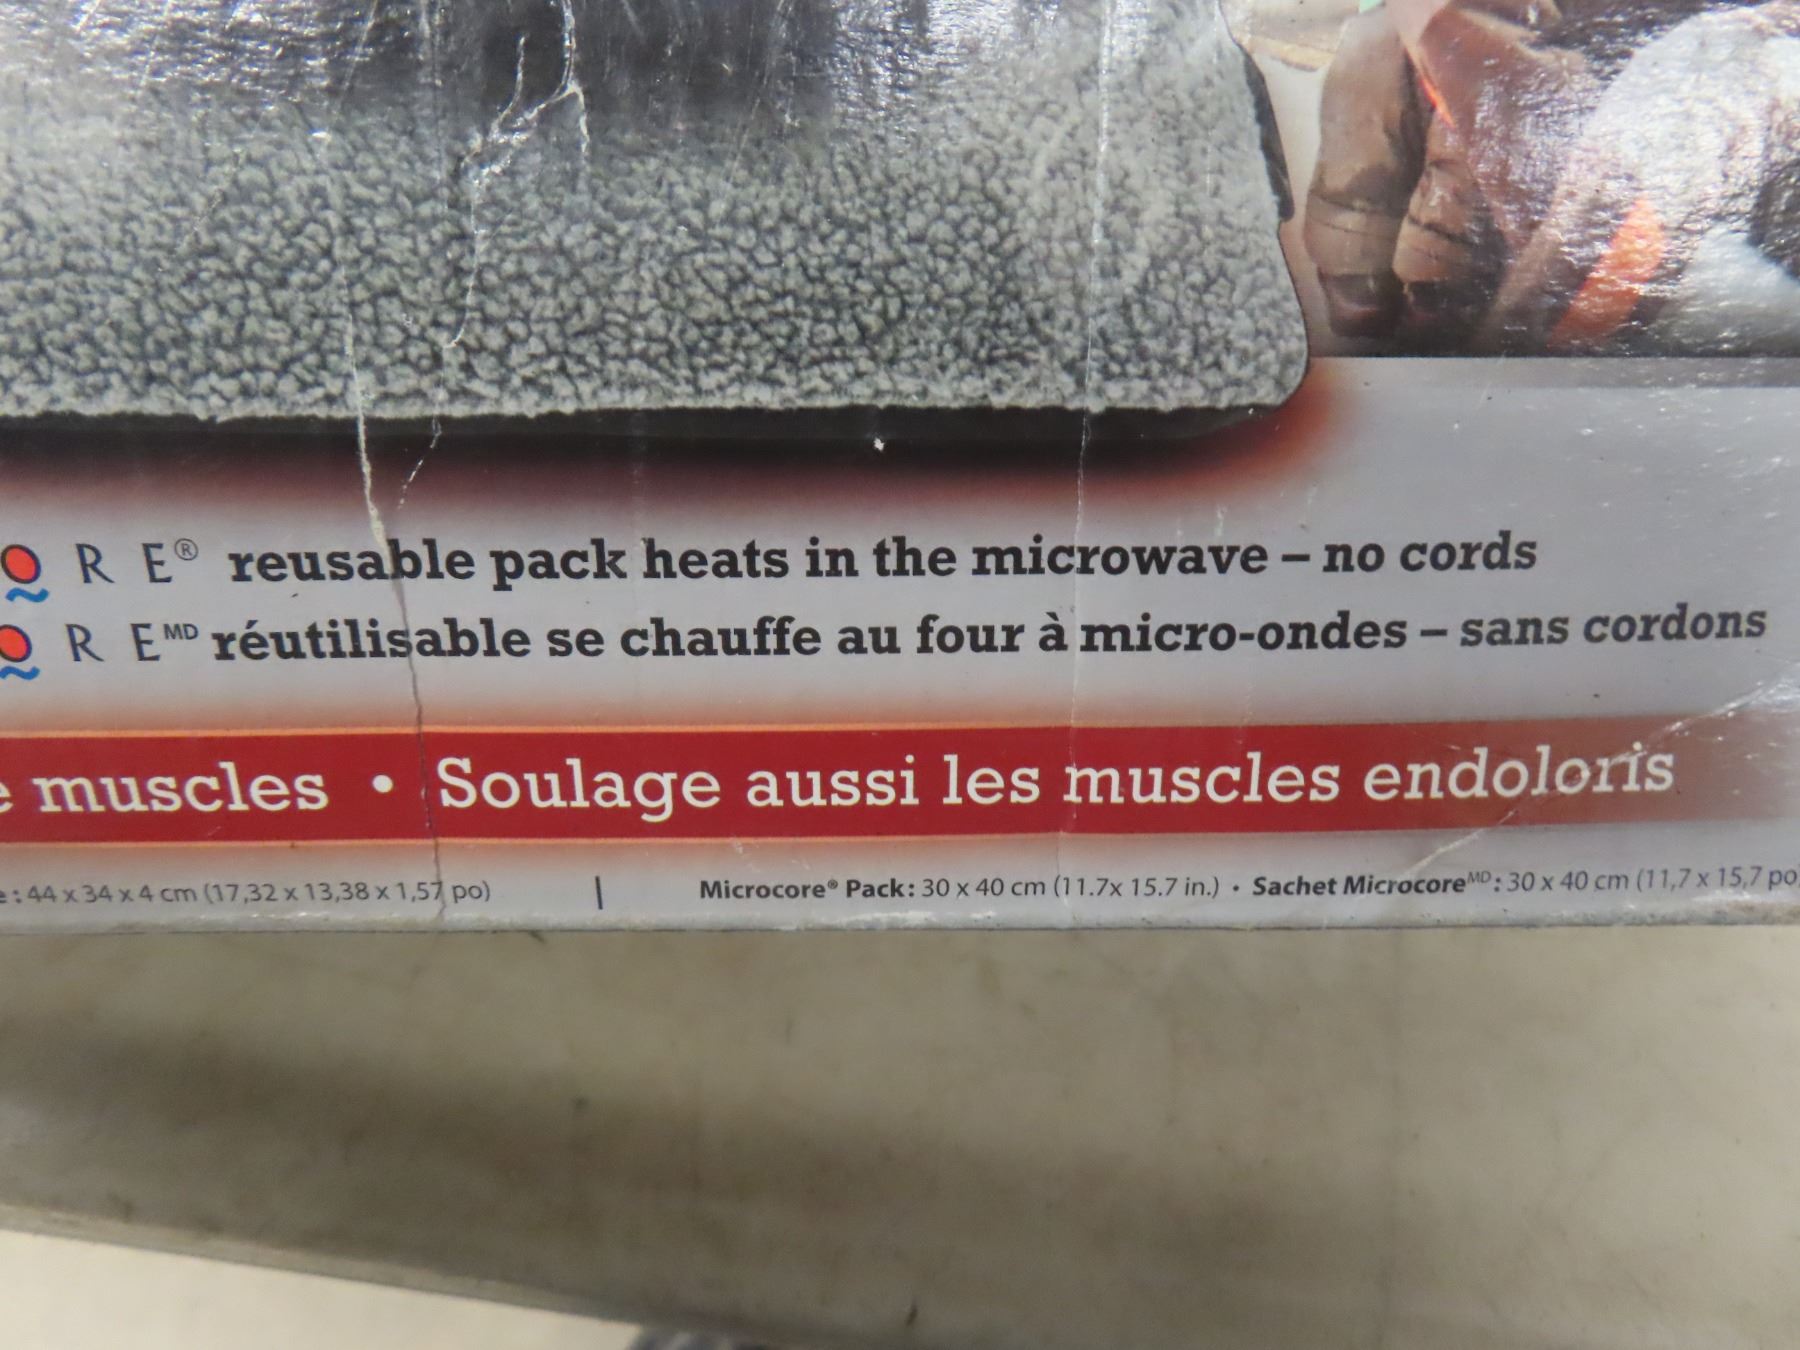 R E® reusable pack heats in the microwave – no cords
R E MD réutilisable se chauffe au four à micro-ondes – sans cordons
muscles • Soulage aussi les muscles endoloris
: 44 x 34 x 4 cm (17,32 x 13,38 x 1,57 po) | Microcore® Pack: 30 x 40 cm (11.7x 15.7 in.) • Sachet Microcore MD: 30 x 40 cm (11,7 x 15,7 po)